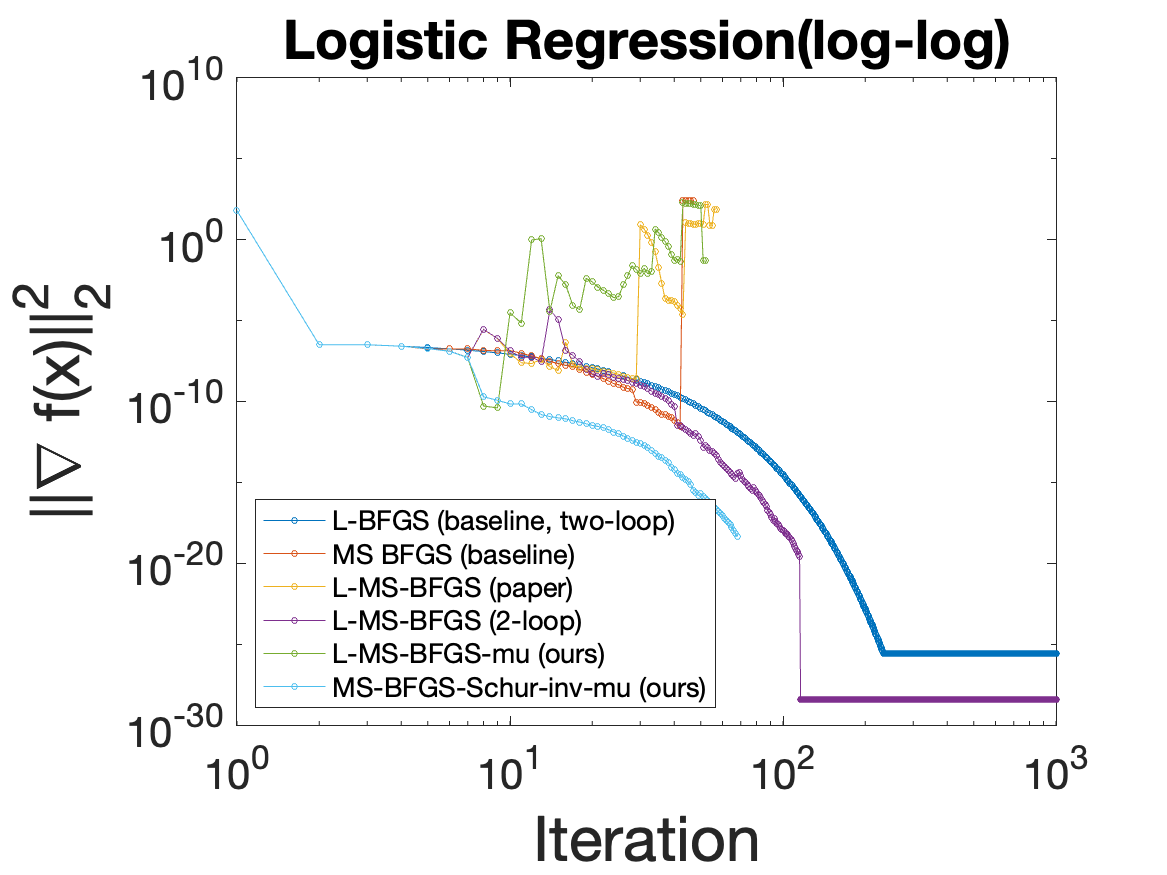 Logistic Regression(log-log)
10^10
10^0
10^-10
10^-20
10^-30
||∇ f(x)||_2^2
L-BFGS (baseline, two-loop)
MS BFGS (baseline)
L-MS-BFGS (paper)
L-MS-BFGS (2-loop)
L-MS-BFGS-mu (ours)
MS-BFGS-Schur-inv-mu (ours)
10^0 10^1 10^2 10^3
Iteration